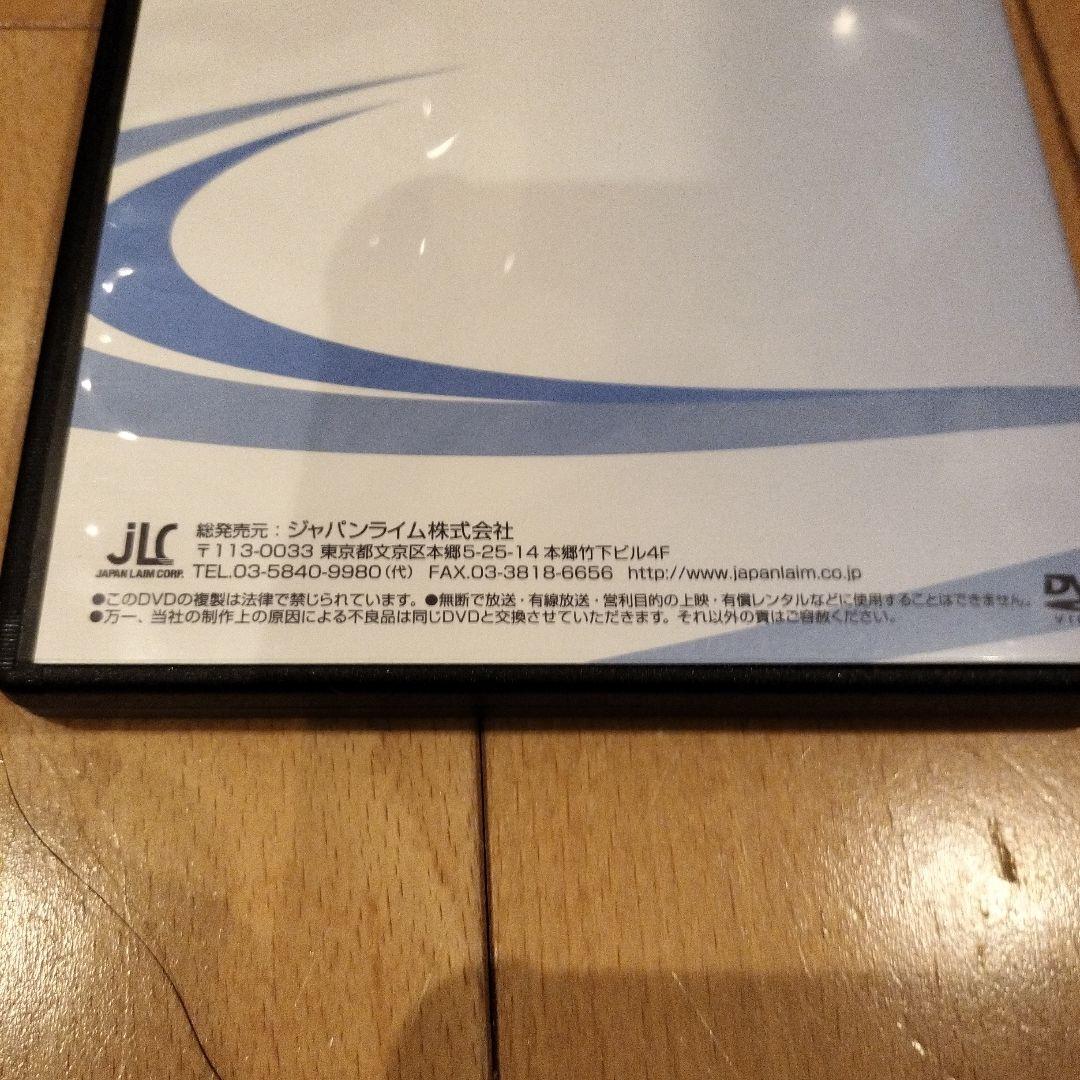 jLC
JAPAN LAIM CORP.
総発売元：ジャパンライム株式会社
〒113-0033 東京都文京区本郷5-25-14 本郷竹下ビル4F
TEL.03-5840-9980（代） FAX.03-3818-6656 http://www.japanlaim.co.jp
●このDVDの複製は法律で禁じられています。●無断で放送・有線放送・営利目的の上映・有償レンタルなどに使用することはできません。
●万一、当社の制作上の原因による不良品は同じDVDと交換させていただきます。それ以外の責はご容赦ください。